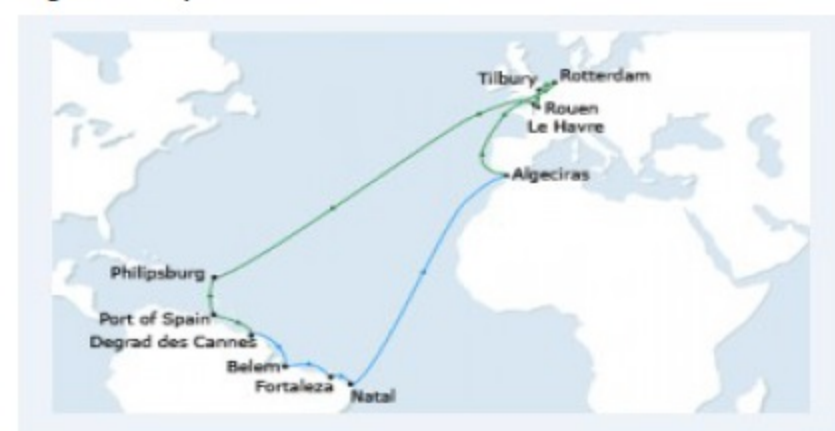 Tilbury
Rotterdam
Rouen
Le Havre
Algeciras
Philipsburg
Port of Spain
Degrad des Cannes
Belem
Fortaleza
Natal